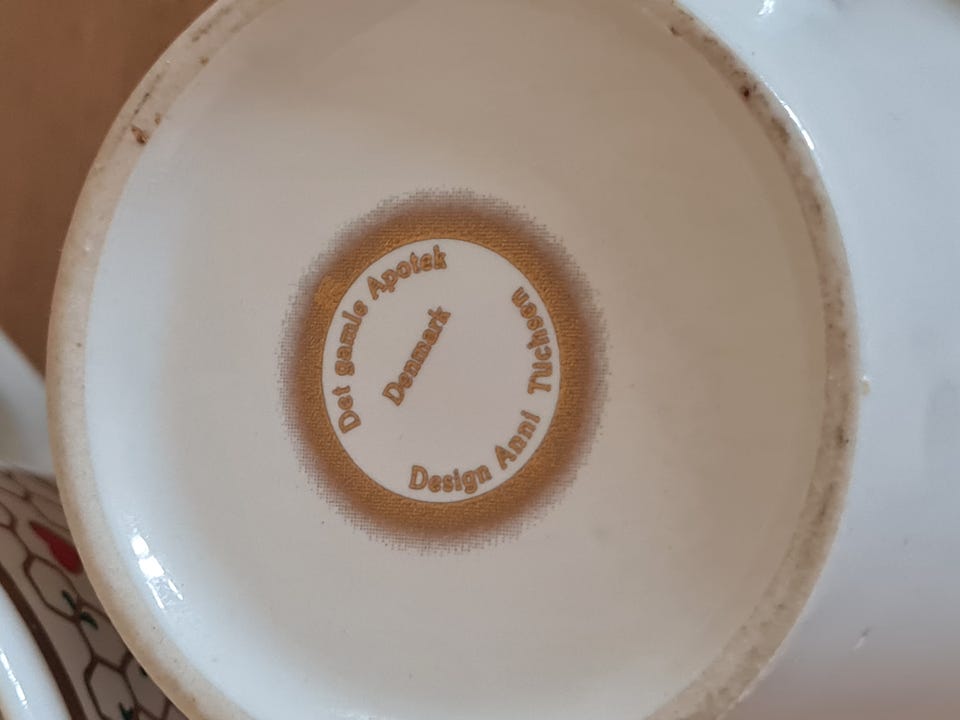 Det gamle Apotek
Denmark
Design Anni Tuchsen